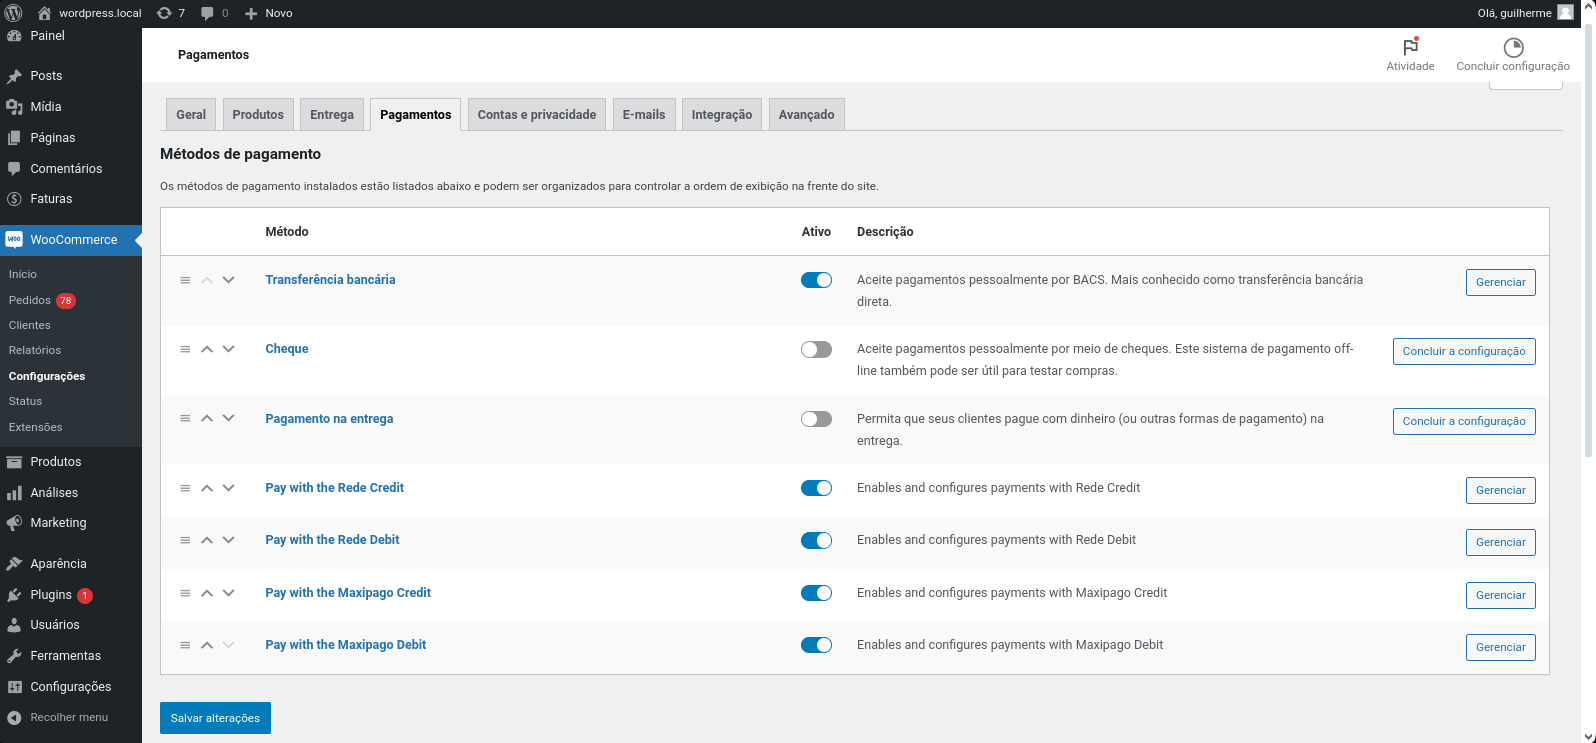 wordpress.local 7 0 Novo Olá, guilherme
Painel
Posts
Mídia
Páginas
Comentários
Faturas
WooCommerce
Início
Pedidos 78
Clientes
Relatórios
Configurações
Status
Extensões
Produtos
Análises
Marketing
Aparência
Plugins 1
Usuários
Ferramentas
Configurações
Recolher menu
Pagamentos
Atividade
Concluir configuração
Geral Produtos Entrega Pagamentos Contas e privacidade E-mails Integração Avançado
Métodos de pagamento
Os métodos de pagamento instalados estão listados abaixo e podem ser organizados para controlar a ordem de exibição na frente do site.
Método Ativo Descrição
Transferência bancária Aceite pagamentos pessoalmente por BACS. Mais conhecido como transferência bancária
direta.
Gerenciar
Cheque Aceite pagamentos pessoalmente por meio de cheques. Este sistema de pagamento off-
line também pode ser útil para testar compras.
Concluir a configuração
Pagamento na entrega Permita que seus clientes pague com dinheiro (ou outras formas de pagamento) na
entrega.
Concluir a configuração
Pay with the Rede Credit Enables and configures payments with Rede Credit Gerenciar
Pay with the Rede Debit Enables and configures payments with Rede Debit Gerenciar
Pay with the Maxipago Credit Enables and configures payments with Maxipago Credit Gerenciar
Pay with the Maxipago Debit Enables and configures payments with Maxipago Debit Gerenciar
Salvar alterações